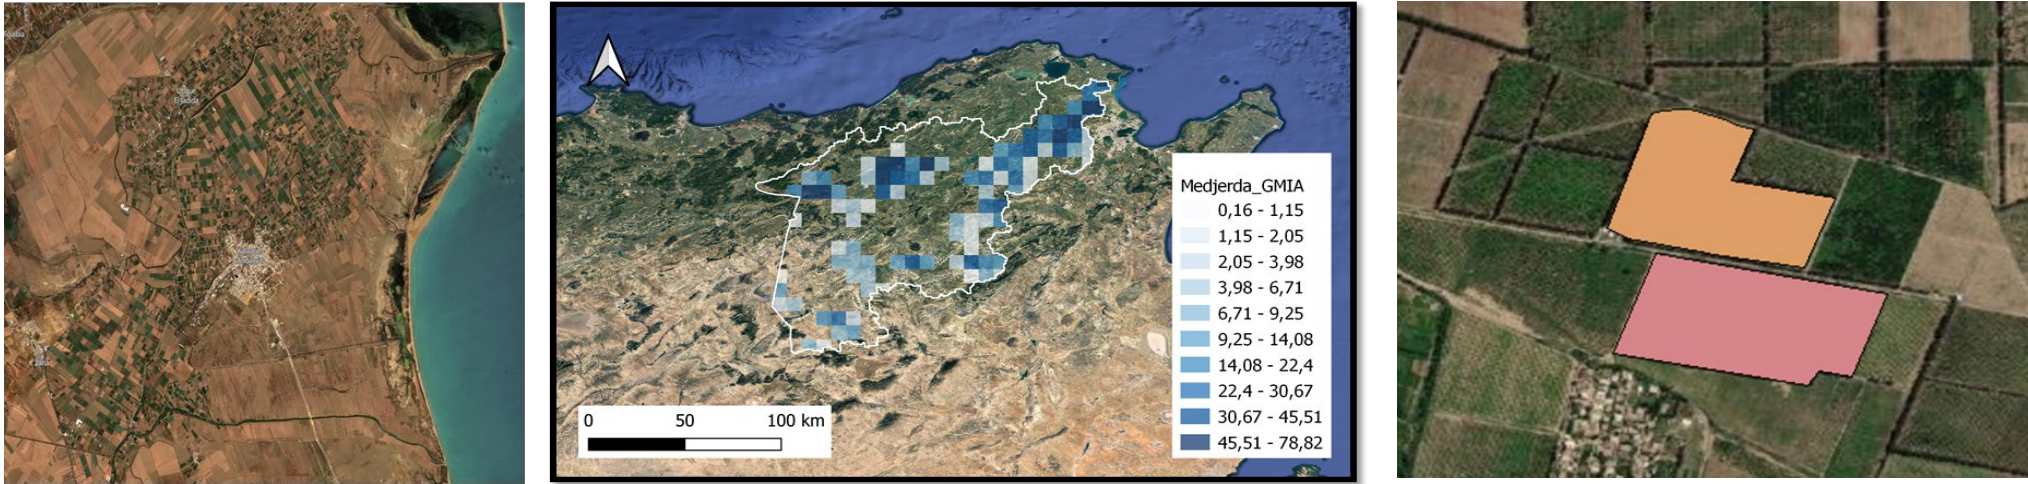 Medjerda_GMIA
0,16 - 1,15
1,15 - 2,05
2,05 - 3,98
3,98 - 6,71
6,71 - 9,25
9,25 - 14,08
14,08 - 22,4
22,4 - 30,67
30,67 - 45,51
45,51 - 78,82
0 50 100 km